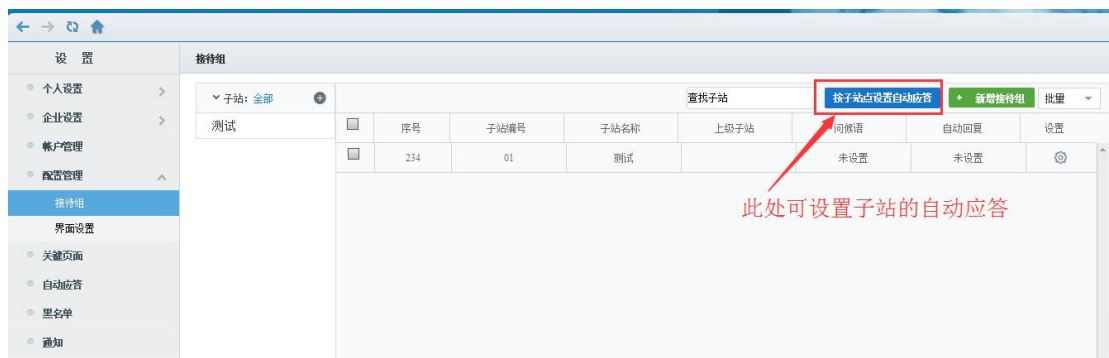 设 置
接待组
个人设置
企业设置
帐户管理
配置管理
接待组
界面设置
关键页面
自动应答
黑名单
通知
子站：全部
测试
查找子站
按子站点设置自动应答
+ 新增接待组
批量
序号 子站编号 子站名称 上级子站 问候语 自动回复 设置
234 01 测试 未设置 未设置
此处可设置子站的自动应答